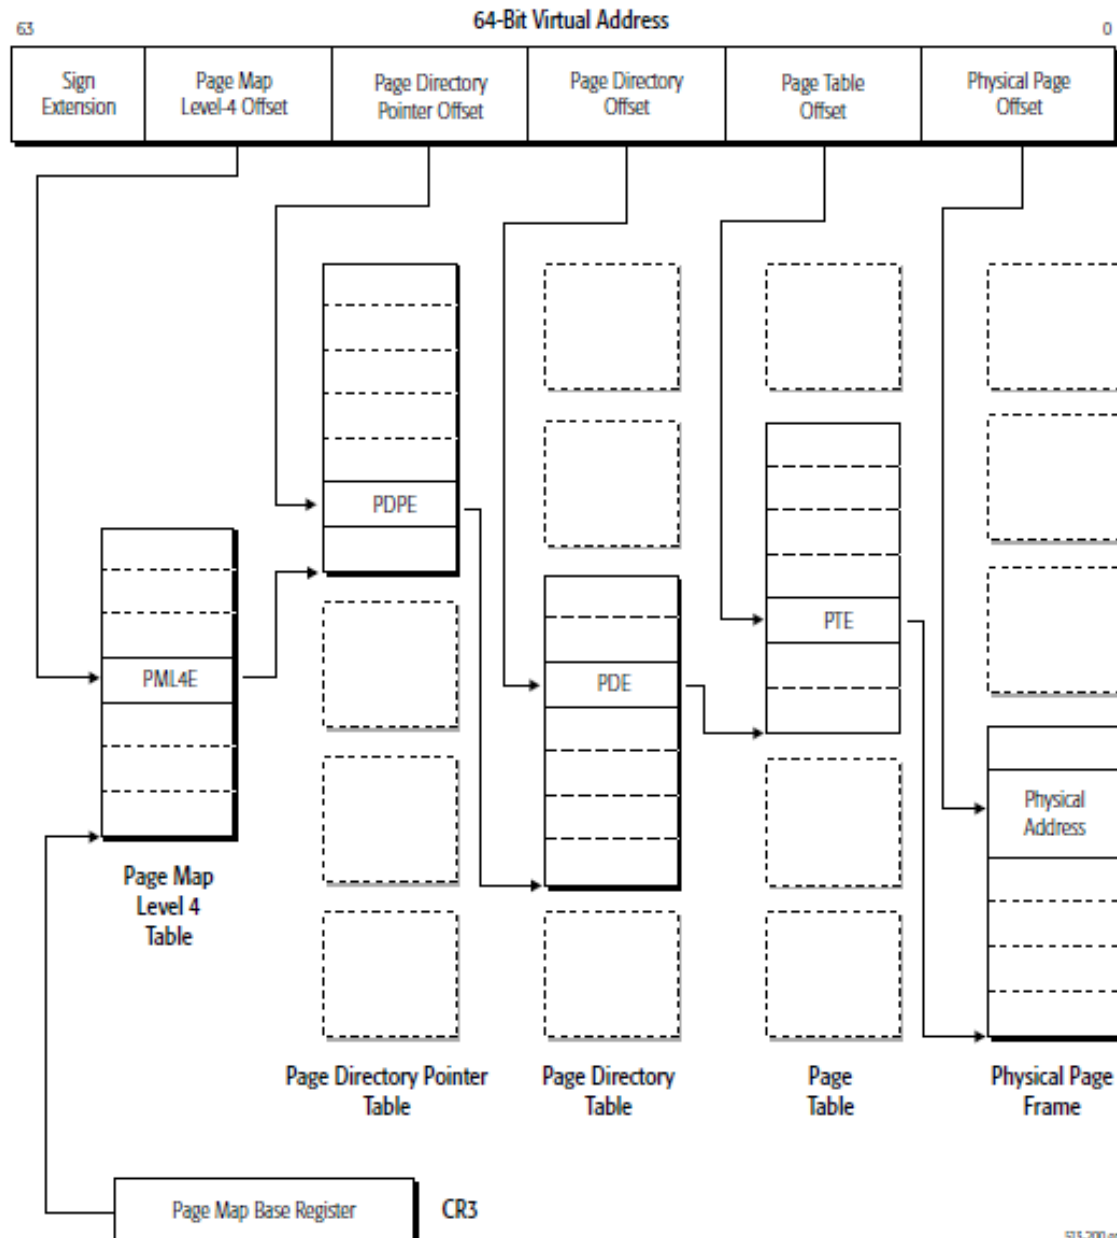 64-Bit Virtual Address
63
0
Sign
Extension
Page Map
Level-4 Offset
Page Directory
Pointer Offset
Page Directory
Offset
Page Table
Offset
Physical Page
Offset
PDPE
PTE
PML4E
PDE
Physical
Address
Page Map
Level 4
Table
Page Directory Pointer
Table
Page Directory
Table
Page
Table
Physical Page
Frame
Page Map Base Register
CR3